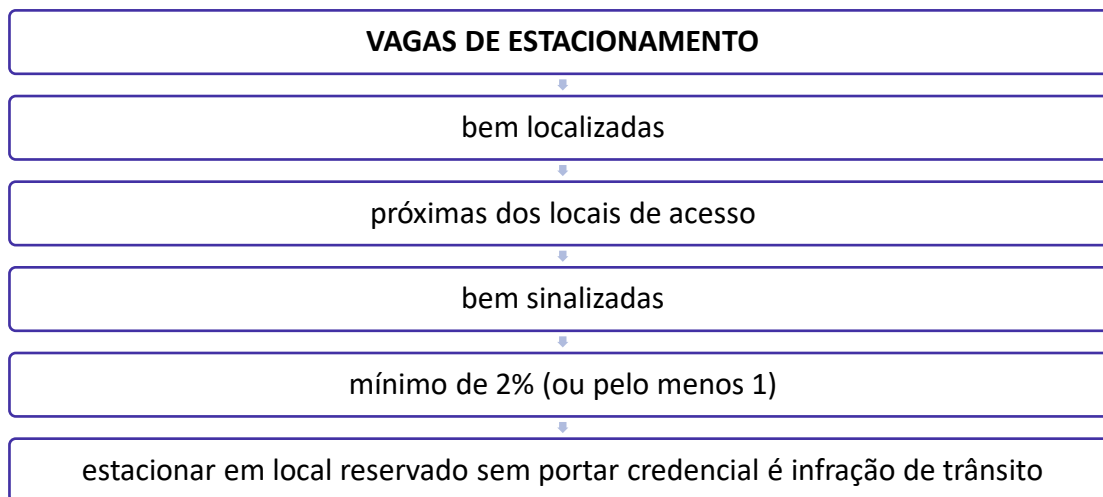 VAGAS DE ESTACIONAMENTO
bem localizadas
próximas dos locais de acesso
bem sinalizadas
mínimo de 2% (ou pelo menos 1)
estacionar em local reservado sem portar credencial é infração de trânsito